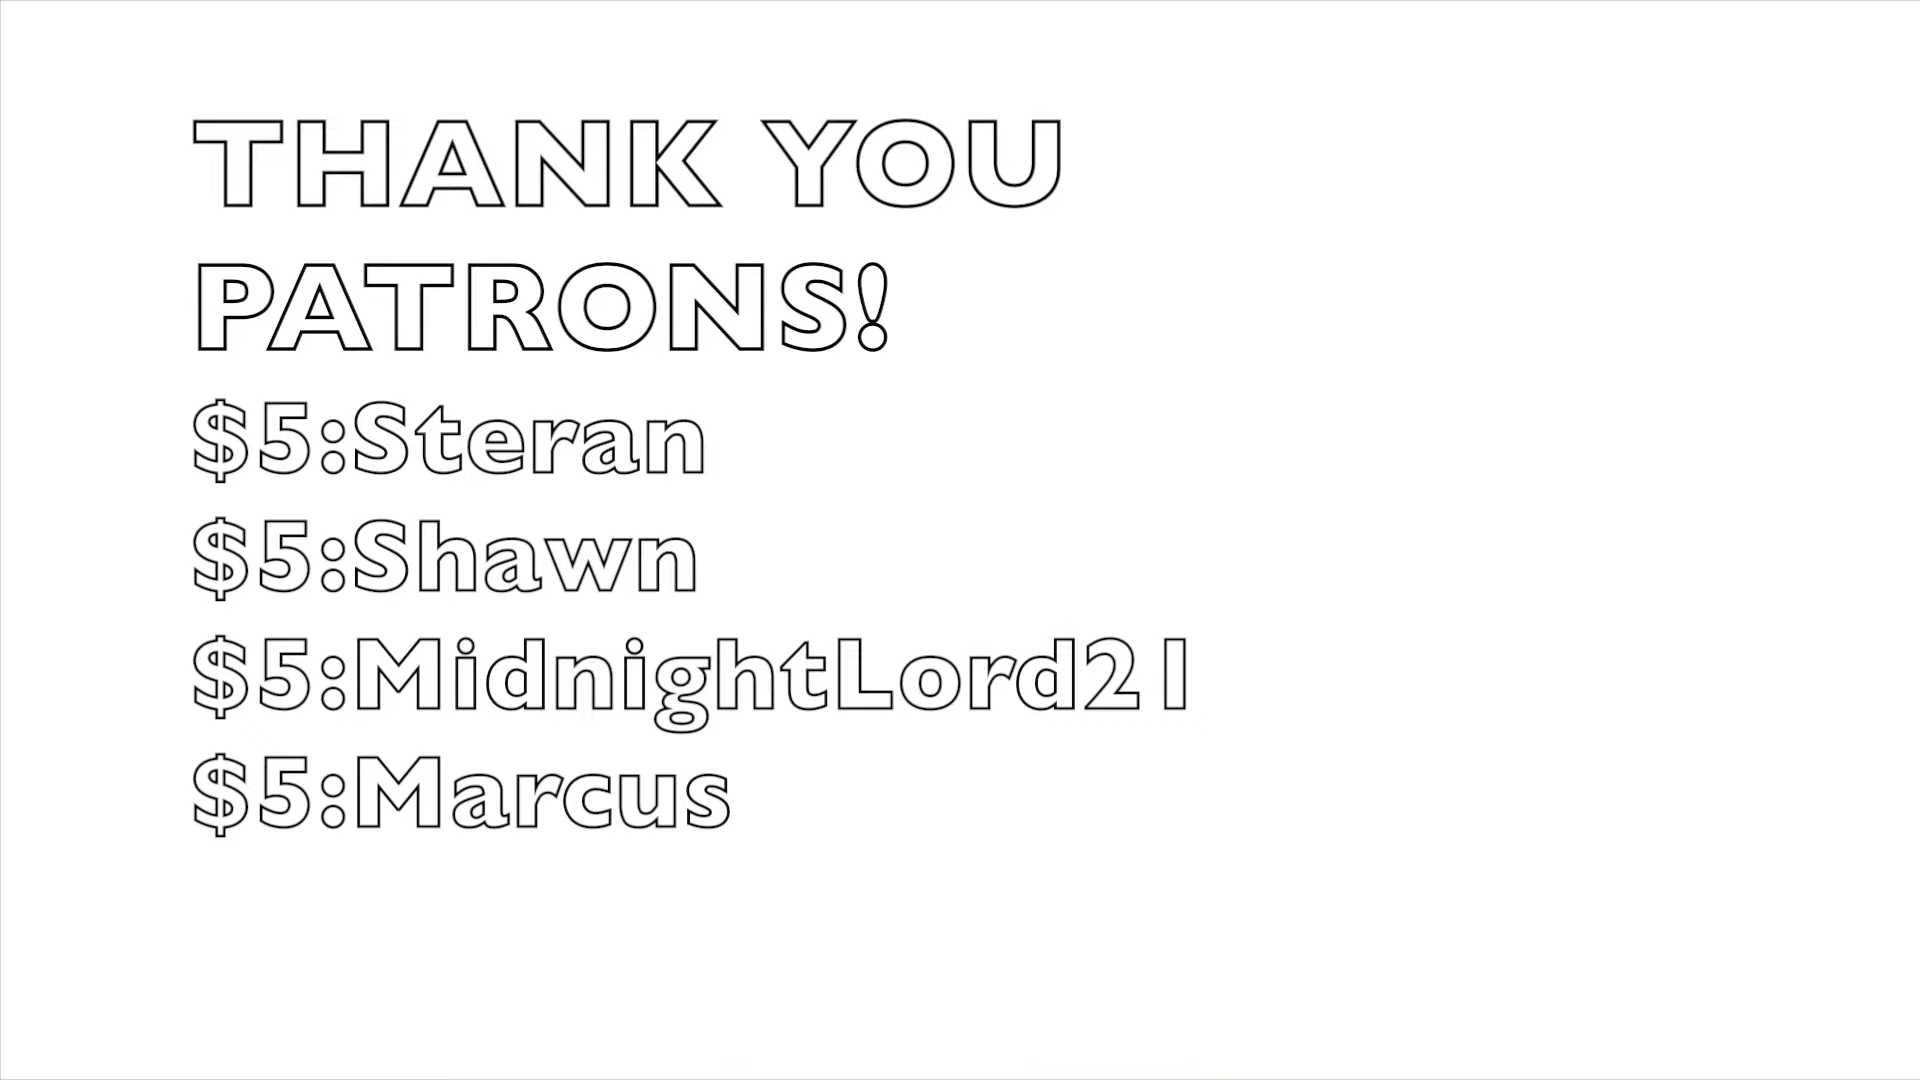 THANK YOU
PATRONS!
$5:Steran
$5:Shawn
$5:MidnightLord21
$5:Marcus